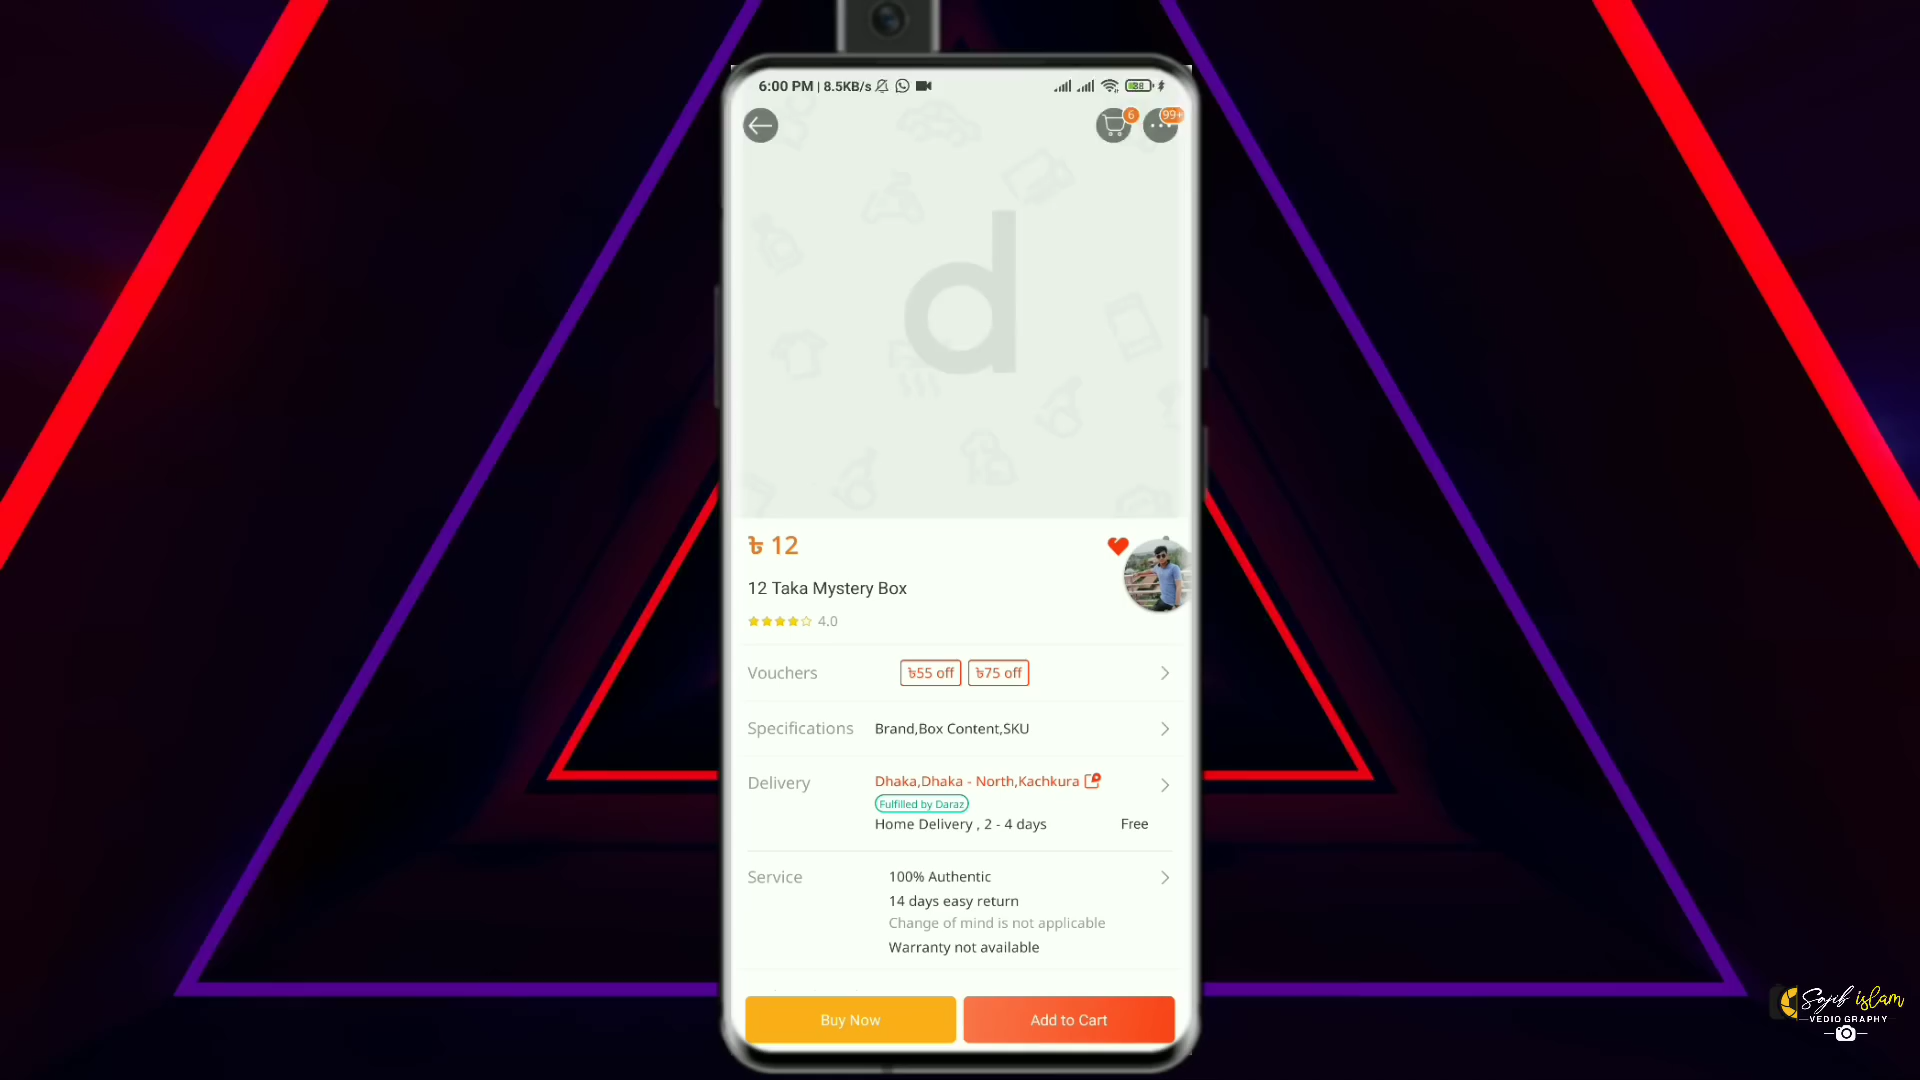 6:00 PM | 8.5KB/s
38
6
99+
d
৳ 12
12 Taka Mystery Box
4.0
Vouchers
৳55 off
৳75 off
Specifications
Brand,Box Content,SKU
Delivery
Dhaka,Dhaka - North,Kachkura
Fulfilled by Daraz
Home Delivery , 2 - 4 days
Free
Service
100% Authentic
14 days easy return
Change of mind is not applicable
Warranty not available
Buy Now
Add to Cart
Sojib islam
VEDIO GRAPHY